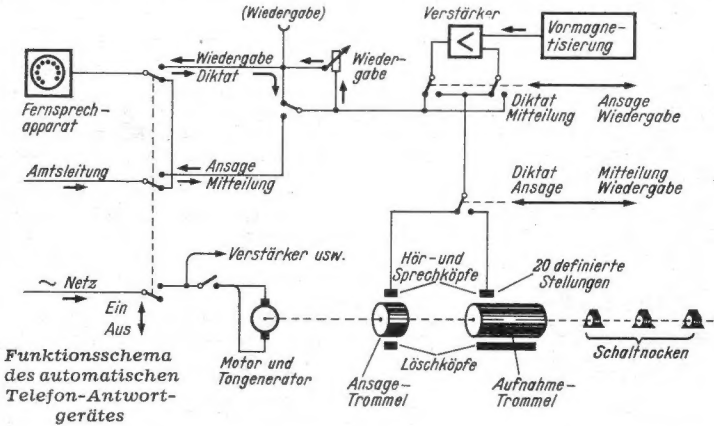 (Wiedergabe)
Verstärker
<
Vormagne-
tisierung
Wiedergabe
Diktat
Wieder-
gabe
Fernsprech-
apparat
Diktat
Mitteilung
Ansage
Wiedergabe
Amtsleitung
Ansage
Mitteilung
Diktat
Ansage
Mitteilung
Wiedergabe
Verstärker usw.
Hör- und
Sprechköpfe
20 definierte
Stellungen
~ Netz
Ein
Aus
Motor und
Tongenerator
Löschköpfe
Schaltnocken
Ansage-
Trommel
Aufnahme-
Trommel
Funktionsschema
des automatischen
Telefon-Antwort-
gerätes